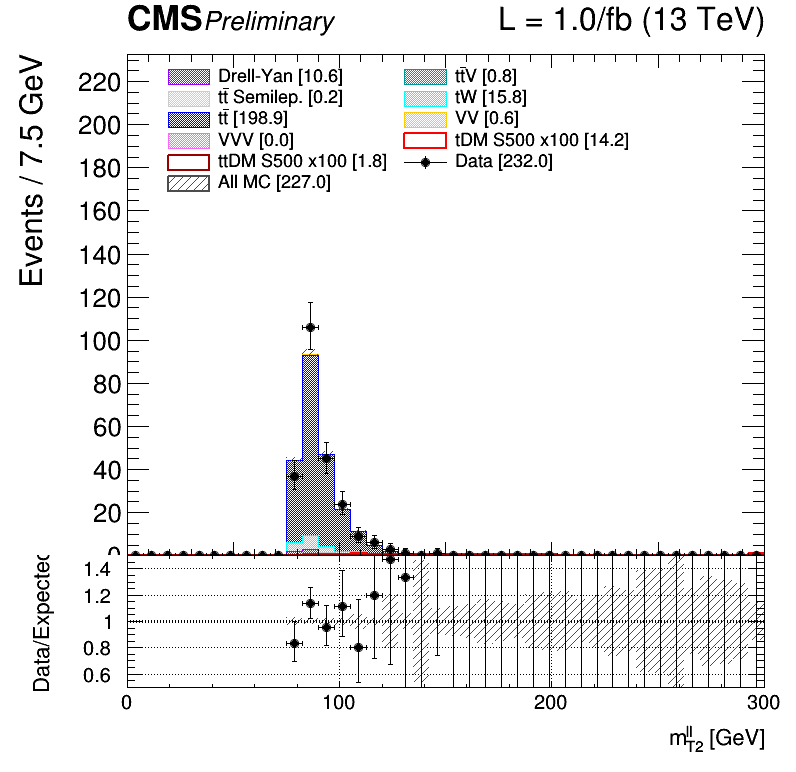 CMS Preliminary L = 1.0/fb (13 TeV)
Events / 7.5 GeV
220
200
180
160
140
120
100
80
60
40
20
0
Drell-Yan [10.6] tt̄V [0.8]
tt̄ Semilep. [0.2] tW [15.8]
tt̄ [198.9] VV [0.6]
VVV [0.0] tDM S500 x100 [14.2]
ttDM S500 x100 [1.8] Data [232.0]
All MC [227.0]
Data/Expected
1.4
1.2
1
0.8
0.6
0 100 200 300
m^{ll}_{T2} [GeV]